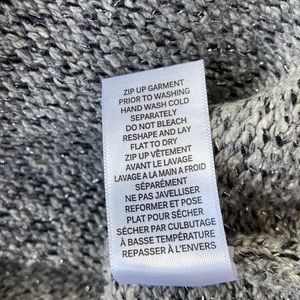 ZIP UP GARMENT
PRIOR TO WASHING
HAND WASH COLD
SEPARATELY
DO NOT BLEACH
RESHAPE AND LAY
FLAT TO DRY
ZIP UP VÊTEMENT
AVANT LE LAVAGE
LAVAGE A LA MAIN A FROID
SÉPARÉMENT
NE PAS JAVELLISER
REFORMER ET POSE
PLAT POUR SÉCHER
SÉCHER PAR CULBUTAGE
À BASSE TEMPÉRATURE
REPASSER À L'ENVERS